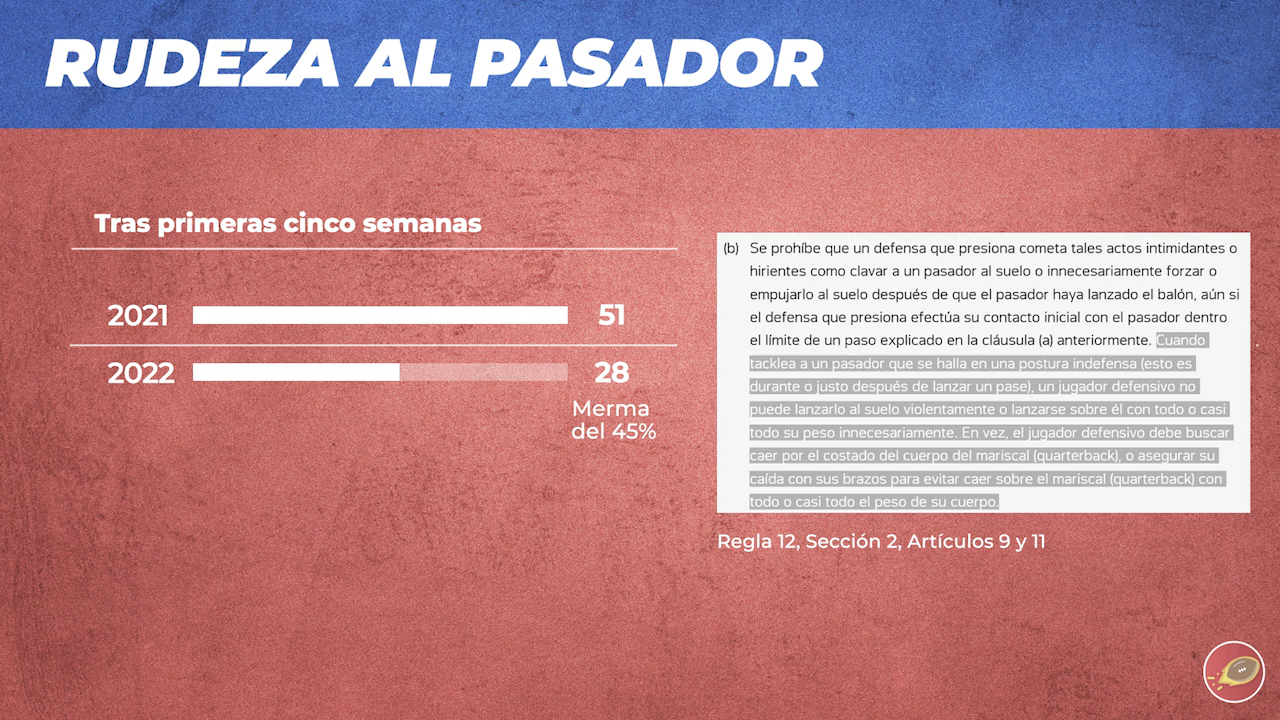 RUDEZA AL PASADOR
Tras primeras cinco semanas
2021 51
2022 28
Merma
del 45%
(b) Se prohíbe que un defensa que presiona cometa tales actos intimidantes o
hirientes como clavar a un pasador al suelo o innecesariamente forzar o
empujarlo al suelo después de que el pasador haya lanzado el balón, aún si
el defensa que presiona efectúa su contacto inicial con el pasador dentro
el límite de un paso explicado en la cláusula (a) anteriormente. Cuando
tacklea a un pasador que se halla en una postura indefensa (esto es
durante o justo después de lanzar un pase), un jugador defensivo no
puede lanzarlo al suelo violentamente o lanzarse sobre él con todo o casi
todo su peso innecesariamente. En vez, el jugador defensivo debe buscar
caer por el costado del cuerpo del mariscal (quarterback), o asegurar su
caída con sus brazos para evitar caer sobre el mariscal (quarterback) con
todo o casi todo el peso de su cuerpo.
Regla 12, Sección 2, Artículos 9 y 11